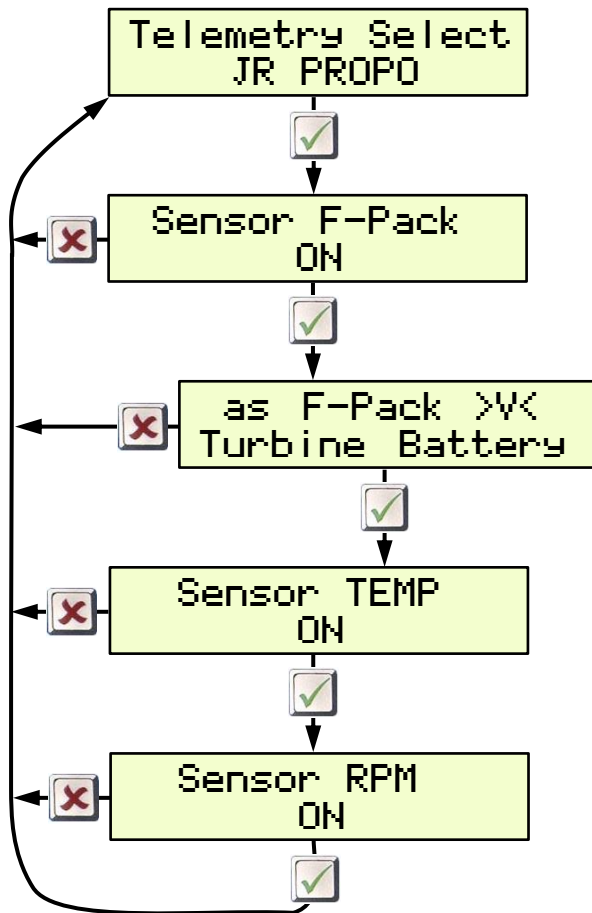 Telemetry Select
JR PROPO
Sensor F-Pack
ON
as F-Pack >V<
Turbine Battery
Sensor TEMP
ON
Sensor RPM
ON